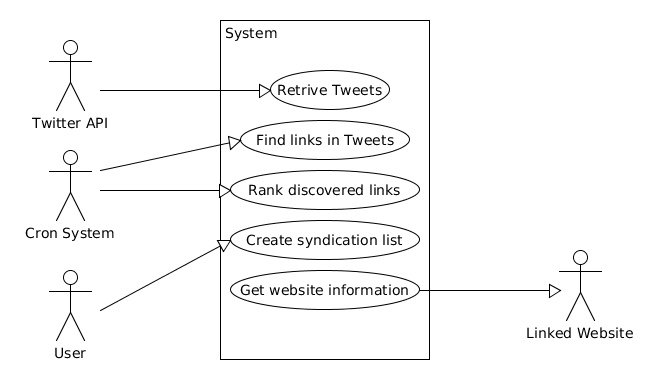 System
Retrive Tweets
Twitter API
Find links in Tweets
Rank discovered links
Cron System
Create syndication list
Get website information
Linked Website
User